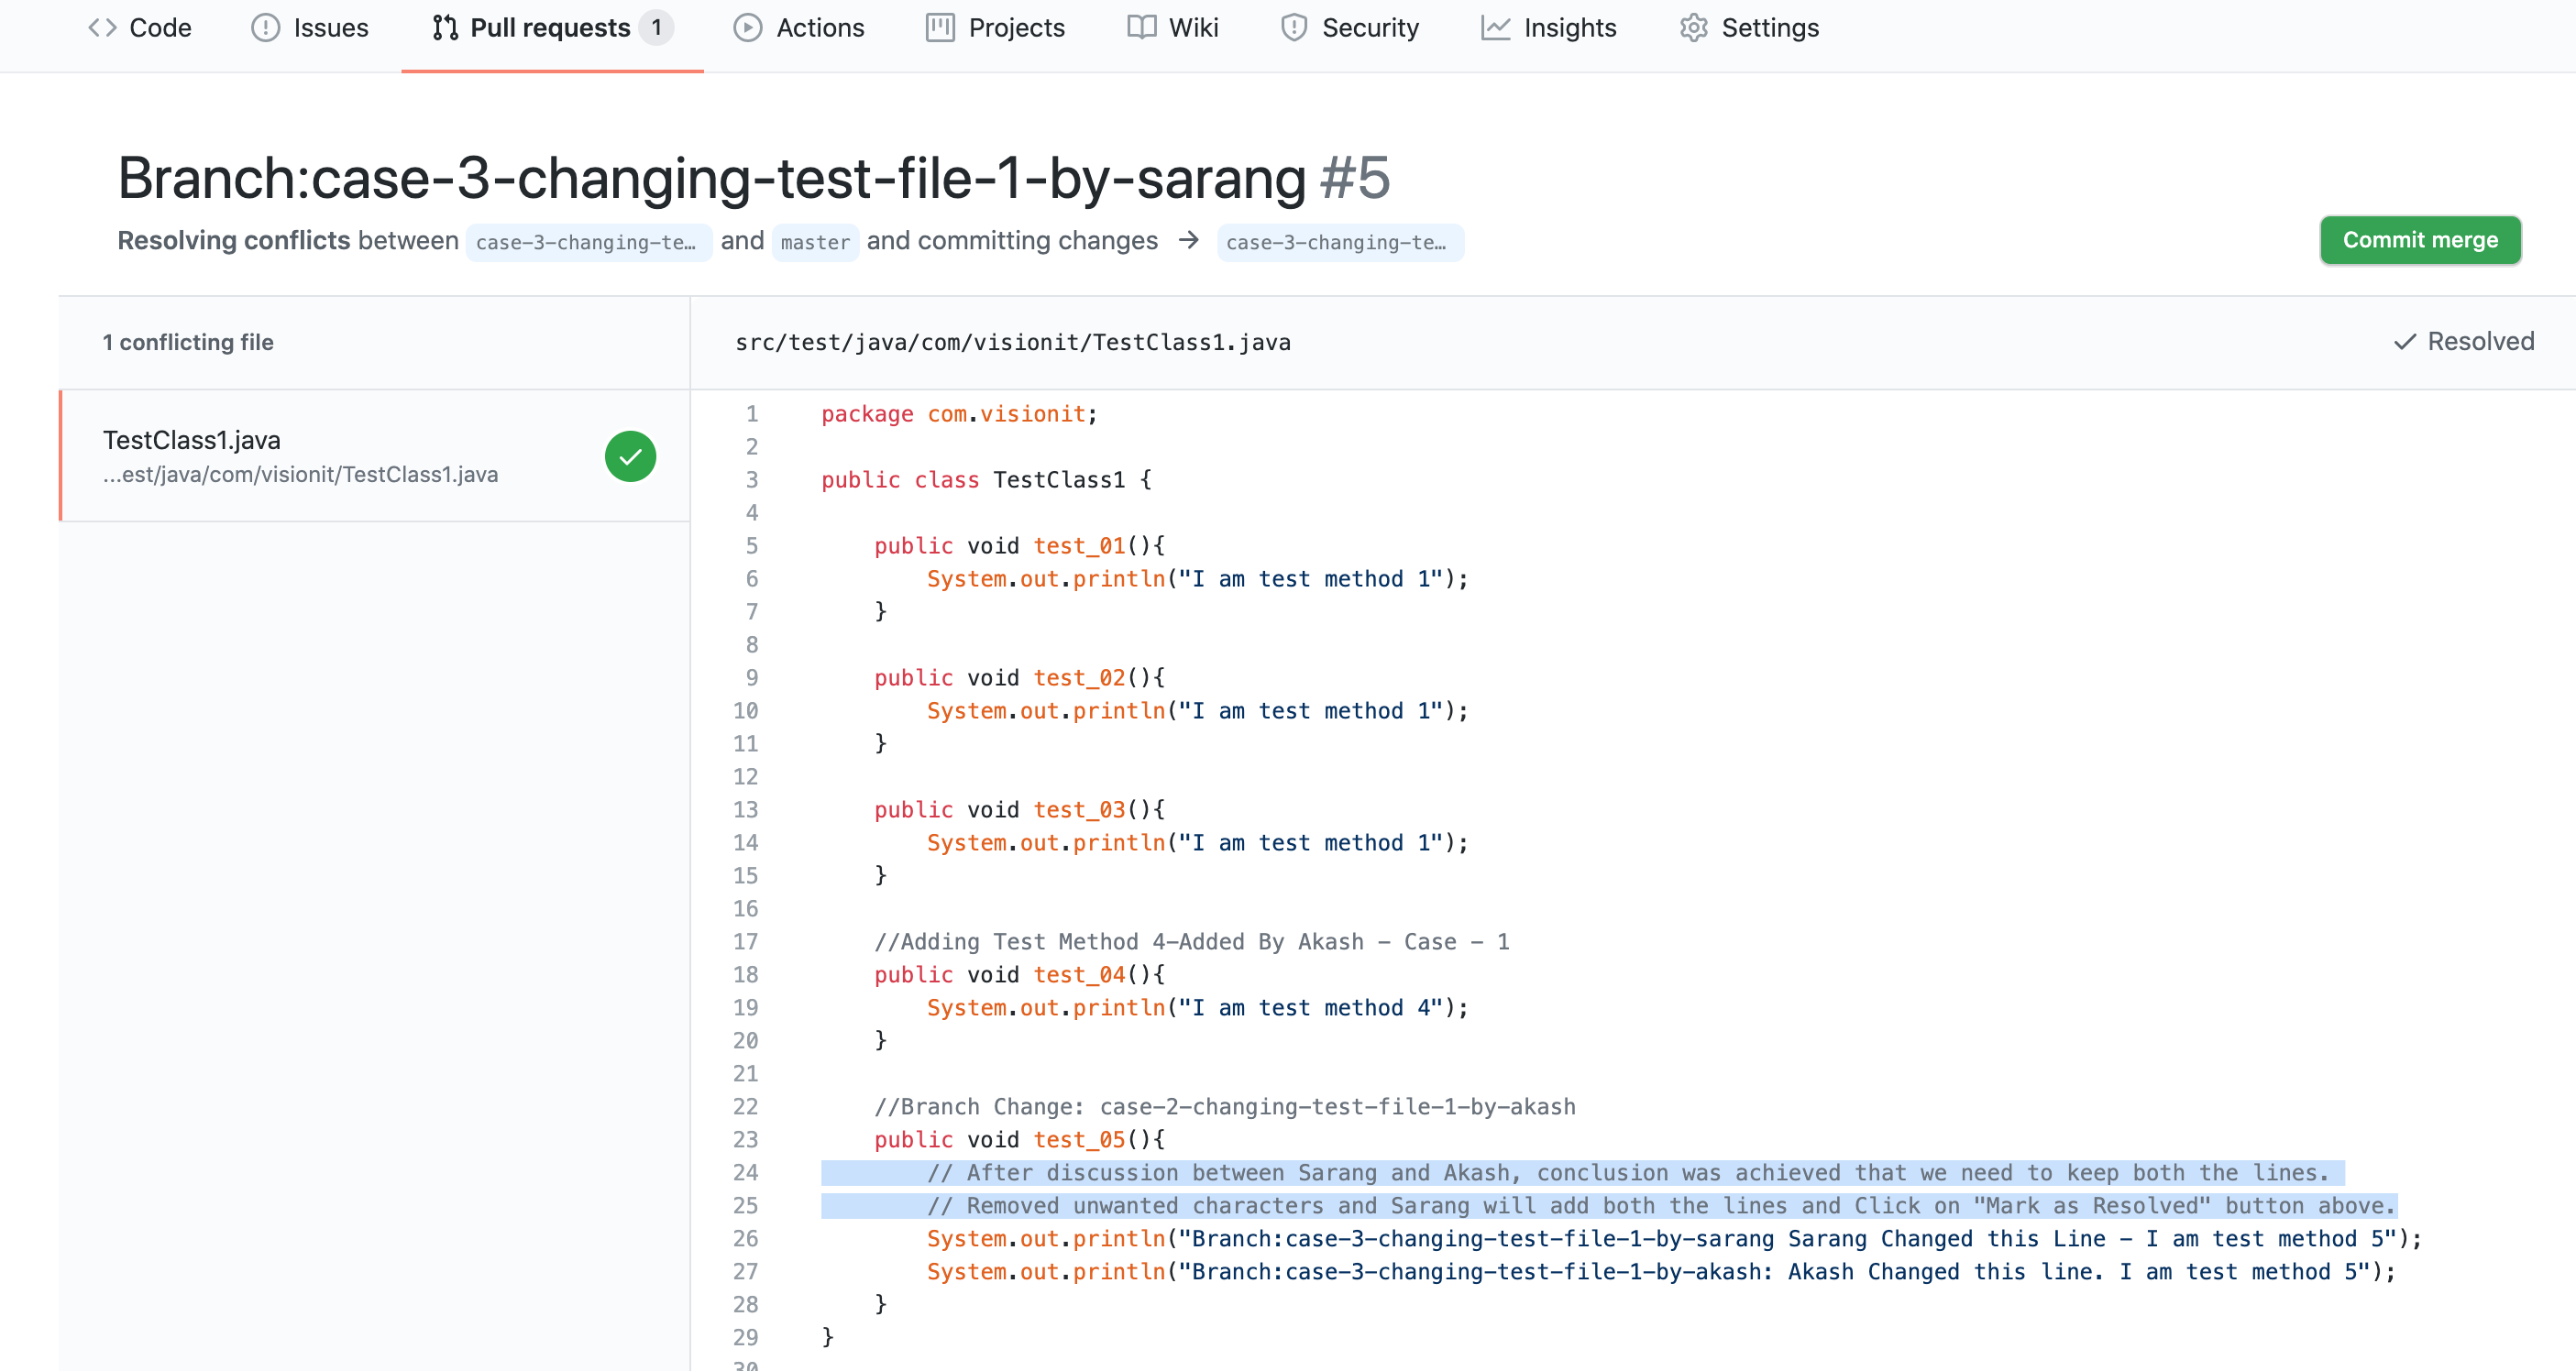 Code Issues Pull requests 1 Actions Projects Wiki Security Insights Settings
Branch:case-3-changing-test-file-1-by-sarang #5
Resolving conflicts between case-3-changing-te... and master and committing changes → case-3-changing-te...
Commit merge
1 conflicting file
src/test/java/com/visionit/TestClass1.java
Resolved
TestClass1.java
...est/java/com/visionit/TestClass1.java
1 package com.visionit;
2
3 public class TestClass1 {
4
5     public void test_01(){
6         System.out.println("I am test method 1");
7     }
8
9     public void test_02(){
10         System.out.println("I am test method 1");
11     }
12
13     public void test_03(){
14         System.out.println("I am test method 1");
15     }
16
17     //Adding Test Method 4-Added By Akash - Case - 1
18     public void test_04(){
19         System.out.println("I am test method 4");
20     }
21
22     //Branch Change: case-2-changing-test-file-1-by-akash
23     public void test_05(){
24         // After discussion between Sarang and Akash, conclusion was achieved that we need to keep both the lines.
25         // Removed unwanted characters and Sarang will add both the lines and Click on "Mark as Resolved" button above.
26         System.out.println("Branch:case-3-changing-test-file-1-by-sarang Sarang Changed this Line - I am test method 5");
27         System.out.println("Branch:case-3-changing-test-file-1-by-akash: Akash Changed this line. I am test method 5");
28     }
29 }
30